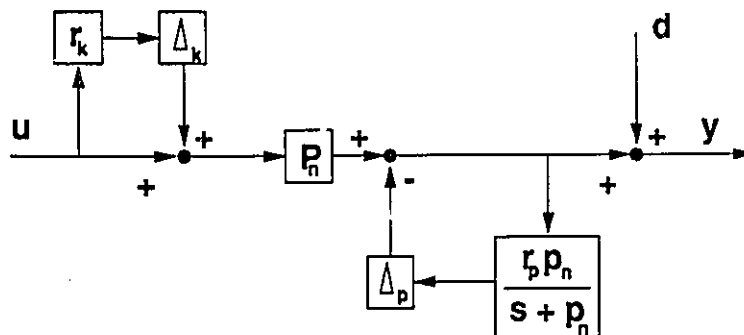 r_k
Δ_k
d
u
+
+
P_n
+
-
+
+
y
Δ_p
r_p p_n
s + p_n